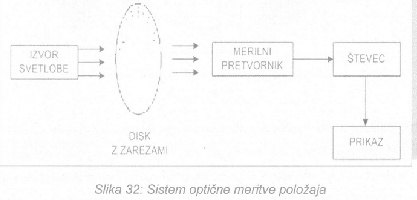 IZVOR
SVETLOBE
DISK
Z ZAREZAMI
MERILNI
PRETVORNIK
ŠTEVEC
PRIKAZ
Slika 32: Sistem optične meritve položaja